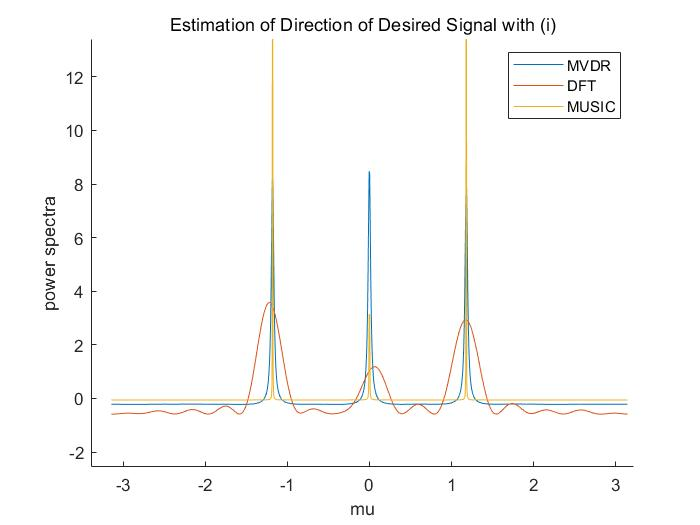 Estimation of Direction of Desired Signal with (i)
MVDR
DFT
MUSIC
power spectra
12
10
8
6
4
2
0
-2
-3
-2
-1
0
1
2
3
mu